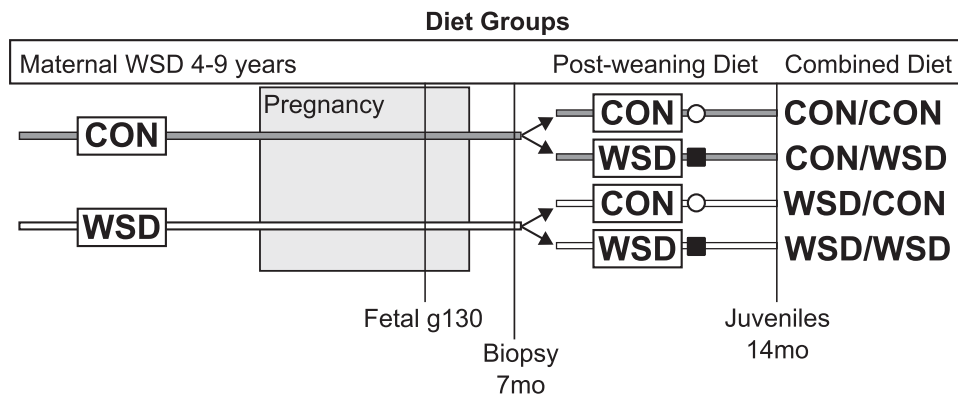 Diet Groups
Maternal WSD 4-9 years
Post-weaning Diet
Combined Diet
Pregnancy
CON
CON
CON/CON
WSD
CON/WSD
WSD
CON
WSD/CON
WSD
WSD/WSD
Fetal g130
Biopsy
7mo
Juveniles
14mo